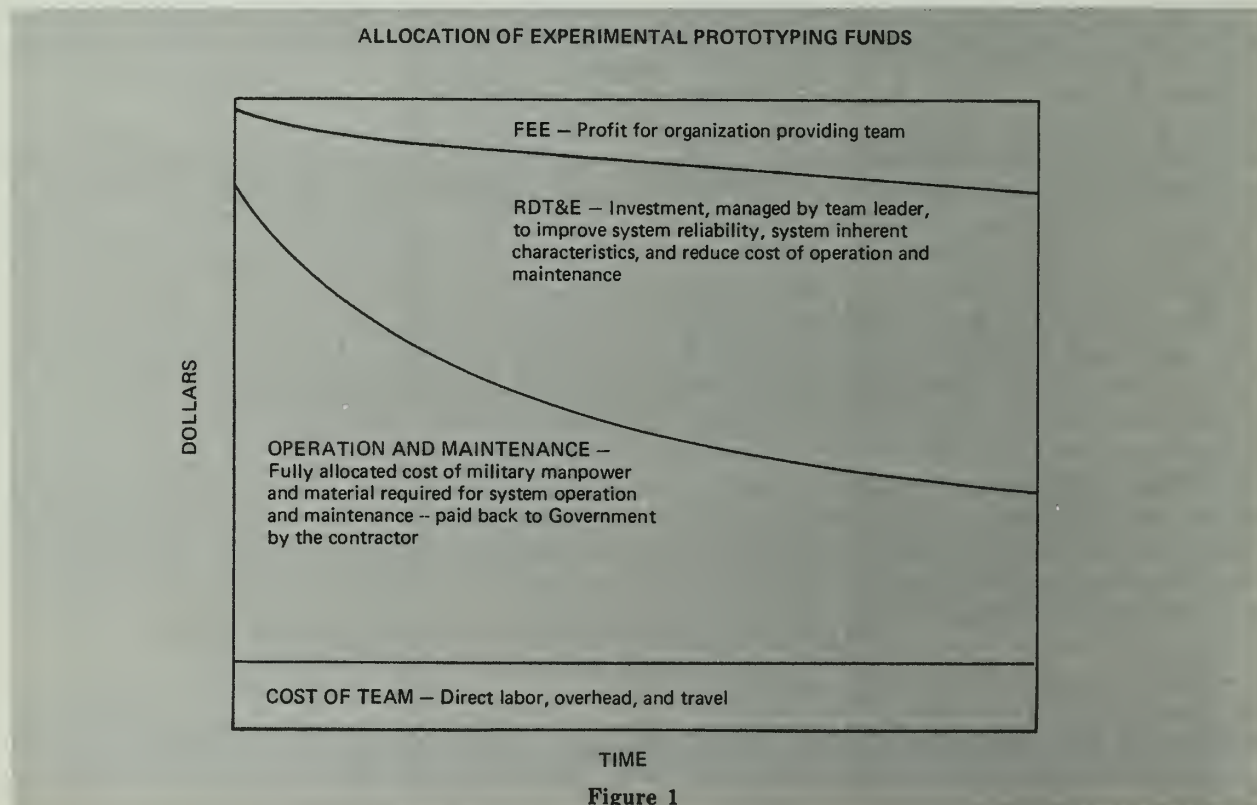 ALLOCATION OF EXPERIMENTAL PROTOTYPING FUNDS
FEE — Profit for organization providing team
RDT&E — Investment, managed by team leader,
to improve system reliability, system inherent
characteristics, and reduce cost of operation and
maintenance
DOLLARS
OPERATION AND MAINTENANCE —
Fully allocated cost of military manpower
and material required for system operation
and maintenance -- paid back to Government
by the contractor
COST OF TEAM — Direct labor, overhead, and travel
TIME
Figure 1